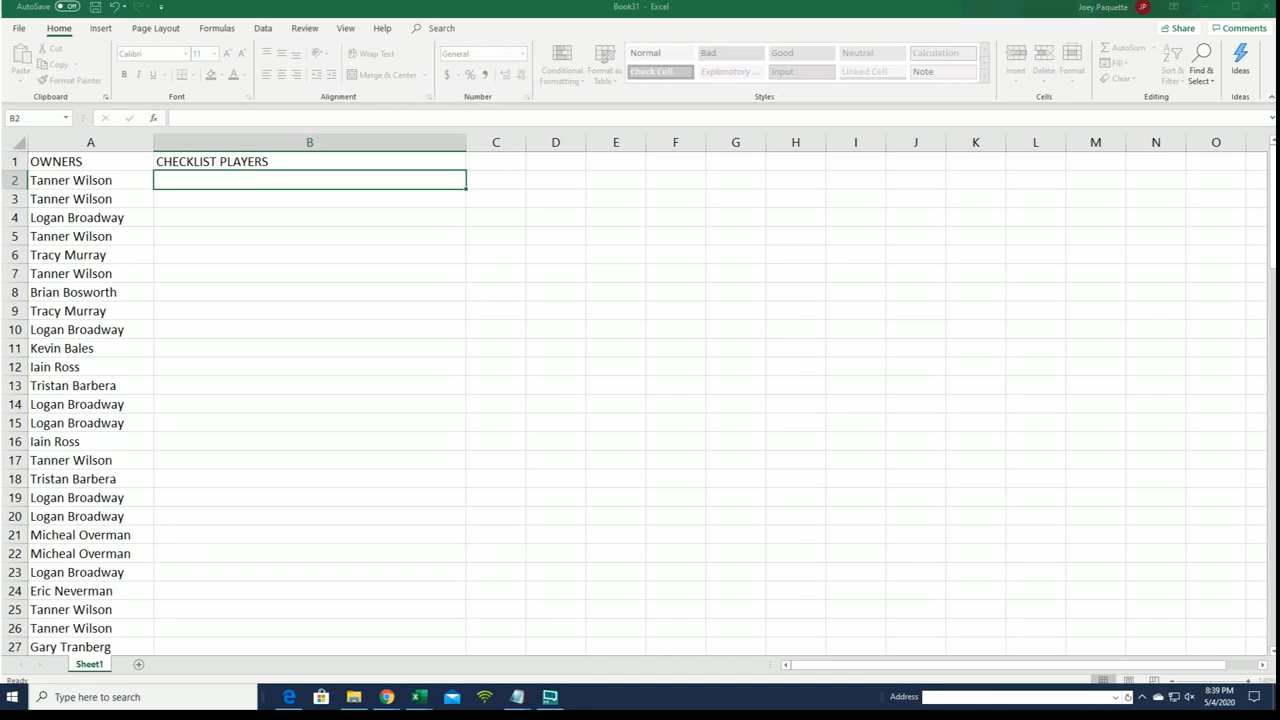 AutoSave Off Book31 - Excel Joey Paquette JP
File Home Insert Page Layout Formulas Data Review View Help Search Share Comments
Paste Cut Copy Format Painter Clipboard
Calibri 11 B I U Font
Wrap Text Merge & Center Alignment
General $ % Number
Conditional Formatting Format as Table
Normal Bad Good Neutral Calculation
Check Cell Explanatory ... Input Linked Cell Note
Styles
Insert Delete Format Cells
AutoSum Fill Clear Sort & Filter Find & Select Editing
Ideas Ideas
B2 fx
A B C D E F G H I J K L M N O
1 OWNERS CHECKLIST PLAYERS
2 Tanner Wilson
3 Tanner Wilson
4 Logan Broadway
5 Tanner Wilson
6 Tracy Murray
7 Tanner Wilson
8 Brian Bosworth
9 Tracy Murray
10 Logan Broadway
11 Kevin Bales
12 Iain Ross
13 Tristan Barbera
14 Logan Broadway
15 Logan Broadway
16 Iain Ross
17 Tanner Wilson
18 Tristan Barbera
19 Logan Broadway
20 Logan Broadway
21 Micheal Overman
22 Micheal Overman
23 Logan Broadway
24 Eric Neverman
25 Tanner Wilson
26 Tanner Wilson
27 Gary Tranberg
Sheet1
Ready
Type here to search Address 8:39 PM
5/4/2020